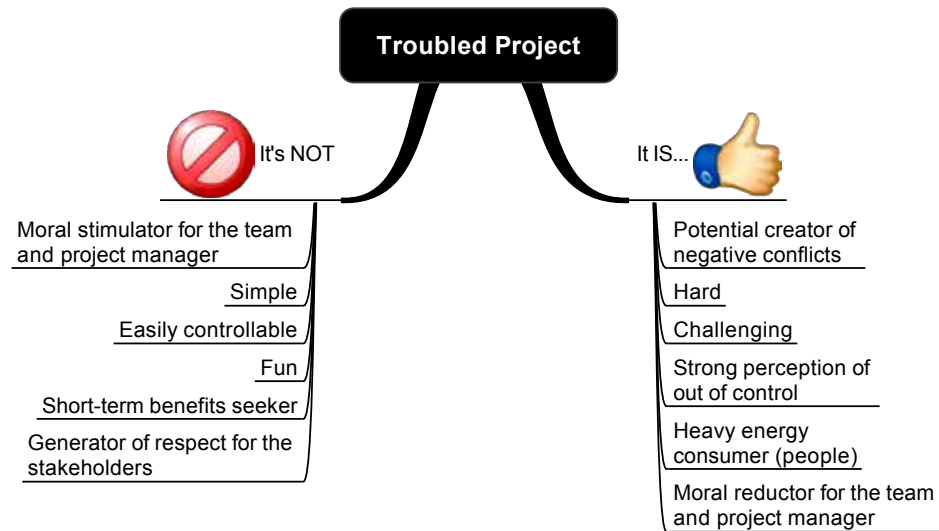 Troubled Project
It's NOT
Moral stimulator for the team
and project manager
Simple
Easily controllable
Fun
Short-term benefits seeker
Generator of respect for the
stakeholders
It IS...
Potential creator of
negative conflicts
Hard
Challenging
Strong perception of
out of control
Heavy energy
consumer (people)
Moral reductor for the team
and project manager